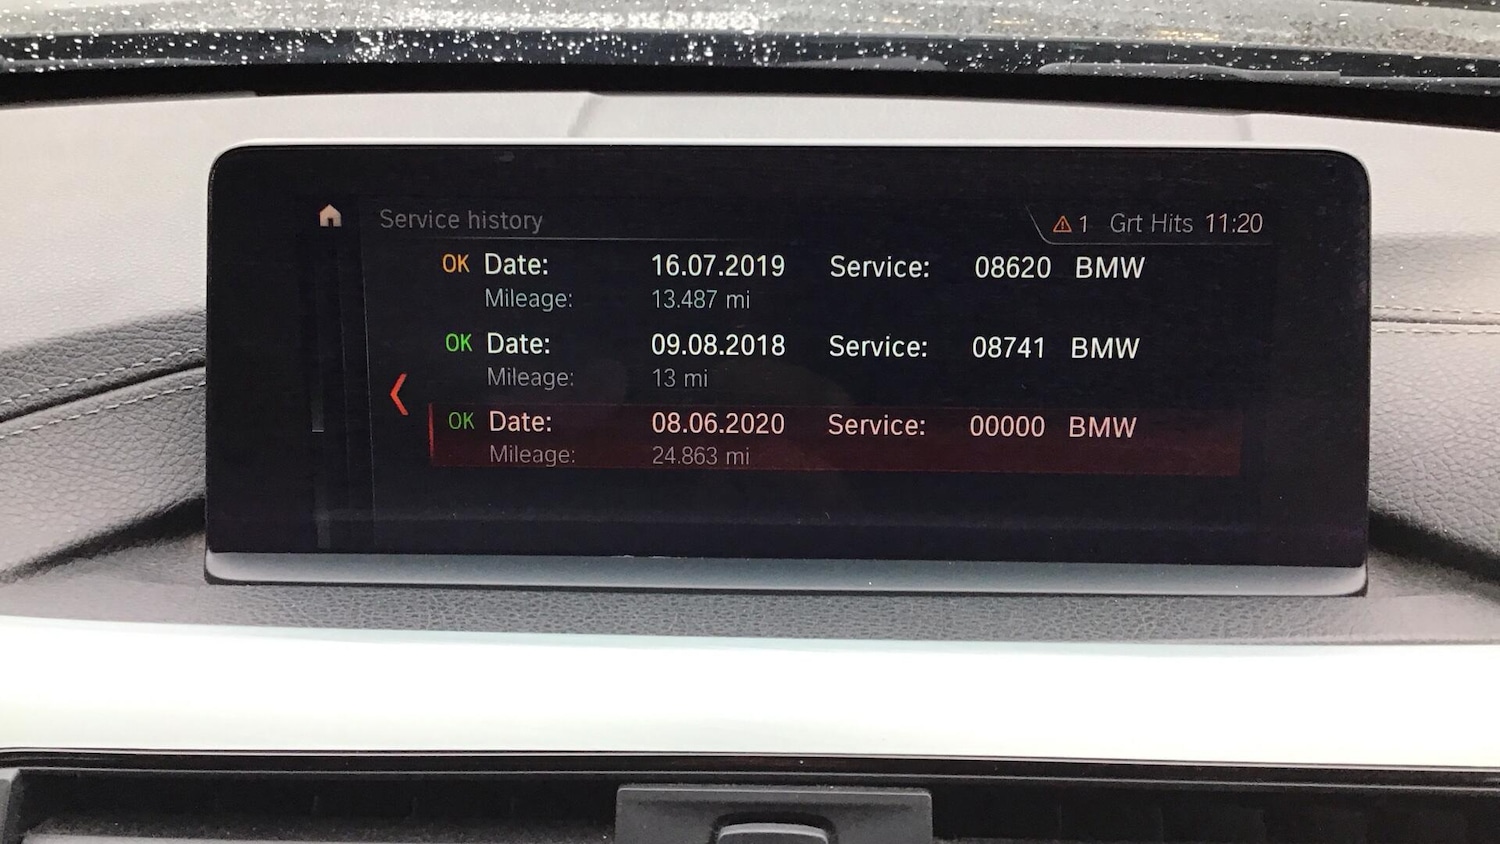 Service history ⚠ 1 Grt Hits 11:20
OK Date: 16.07.2019 Service: 08620 BMW
Mileage: 13.487 mi
OK Date: 09.08.2018 Service: 08741 BMW
Mileage: 13 mi
OK Date: 08.06.2020 Service: 00000 BMW
Mileage: 24.863 mi